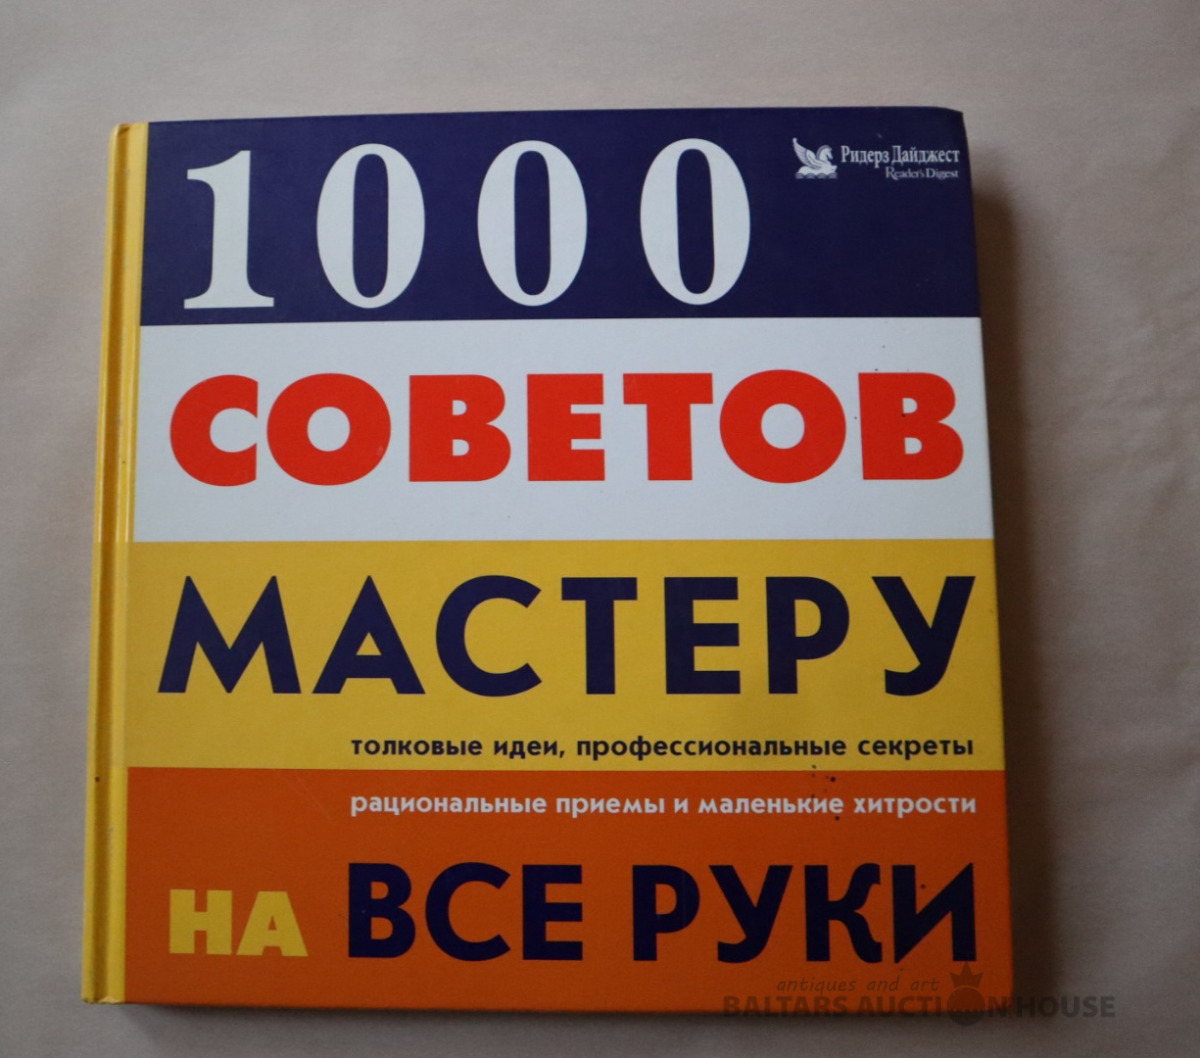 1000
Ридерз Дайджест
Reader's Digest
СОВЕТОВ
МАСТЕРУ
толковые идеи, профессиональные секреты
рациональные приемы и маленькие хитрости
НА ВСЕ РУКИ
antiques and art
BALTARS AUCTION HOUSE